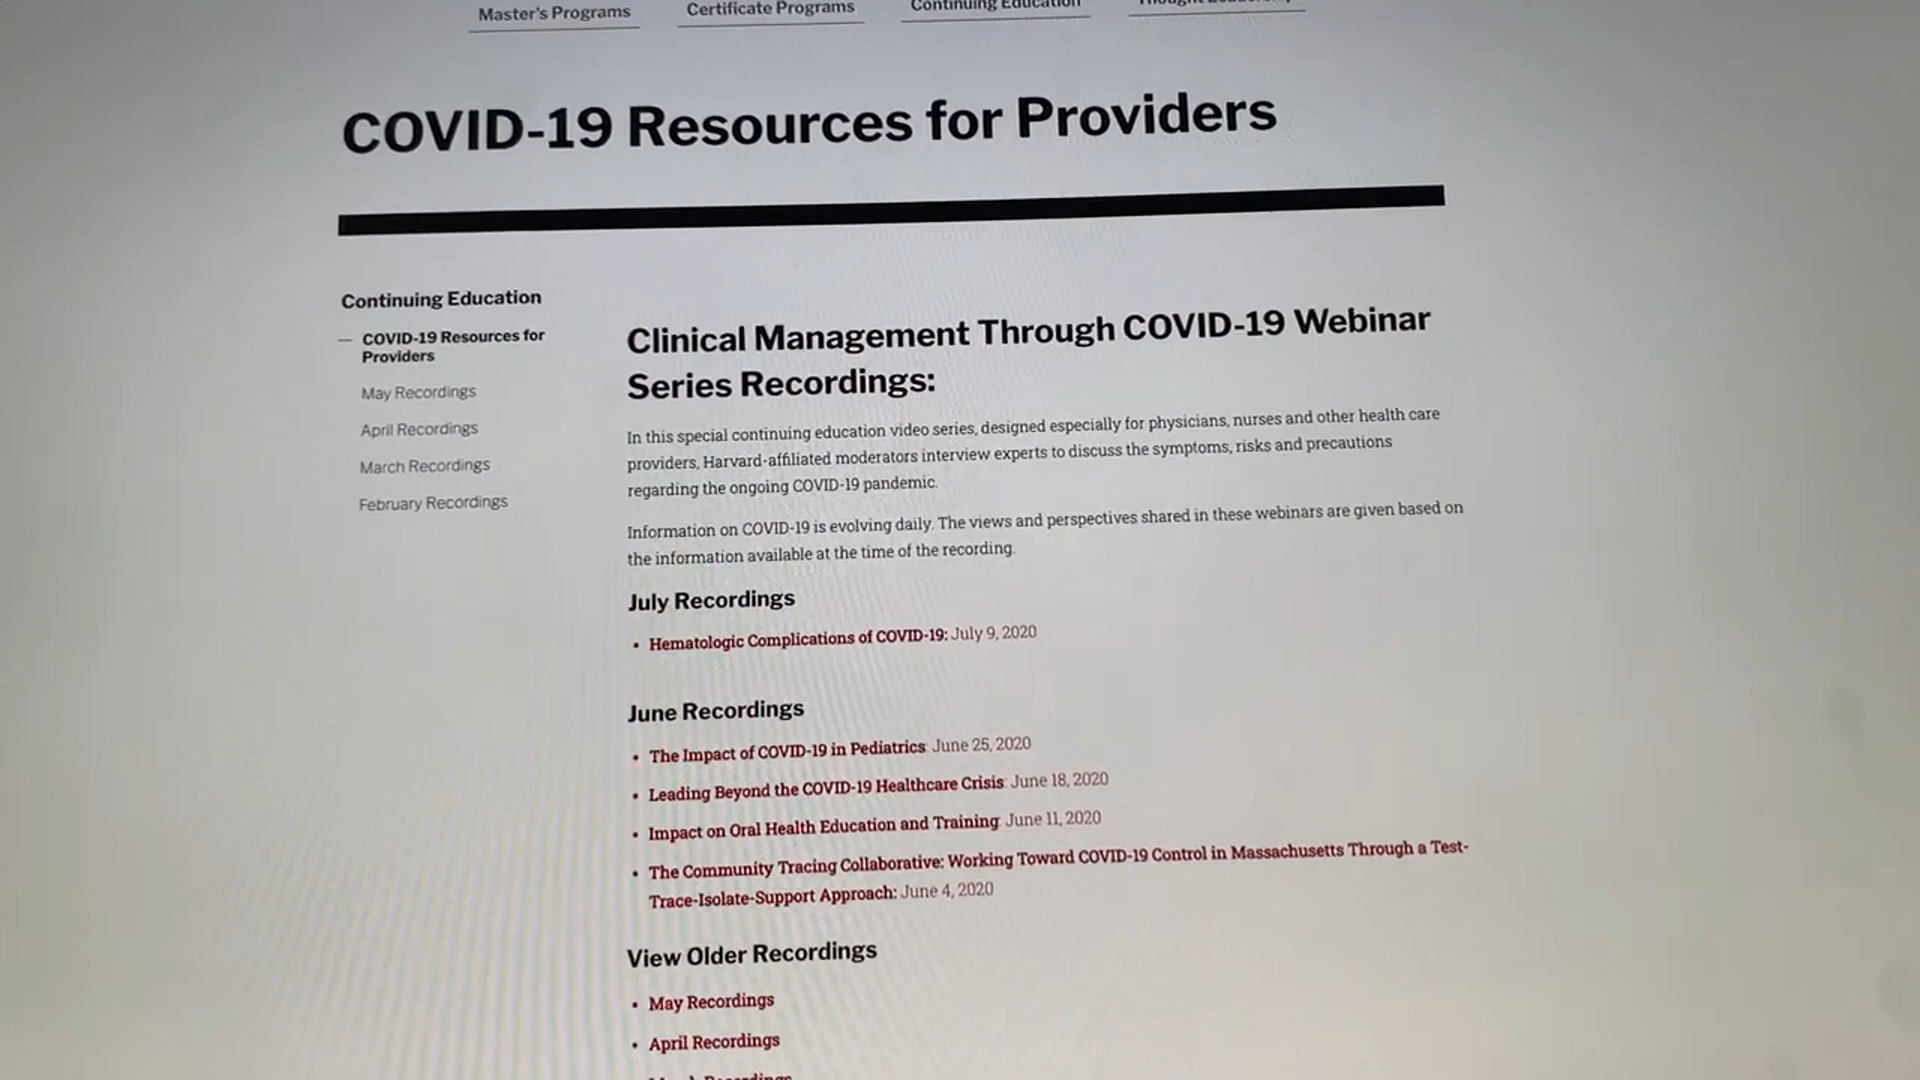 Master's Programs
Certificate Programs
Continuing Education
COVID-19 Resources for Providers
Continuing Education
— COVID-19 Resources for
Providers
May Recordings
April Recordings
March Recordings
February Recordings
Clinical Management Through COVID-19 Webinar
Series Recordings:
In this special continuing education video series, designed especially for physicians, nurses and other health care
providers, Harvard-affiliated moderators interview experts to discuss the symptoms, risks and precautions
regarding the ongoing COVID-19 pandemic.
Information on COVID-19 is evolving daily. The views and perspectives shared in these webinars are given based on
the information available at the time of the recording.
July Recordings
• Hematologic Complications of COVID-19: July 9, 2020
June Recordings
• The Impact of COVID-19 in Pediatrics: June 25, 2020
• Leading Beyond the COVID-19 Healthcare Crisis: June 18, 2020
• Impact on Oral Health Education and Training: June 11, 2020
• The Community Tracing Collaborative: Working Toward COVID-19 Control in Massachusetts Through a Test-
Trace-Isolate-Support Approach: June 4, 2020
View Older Recordings
• May Recordings
• April Recordings